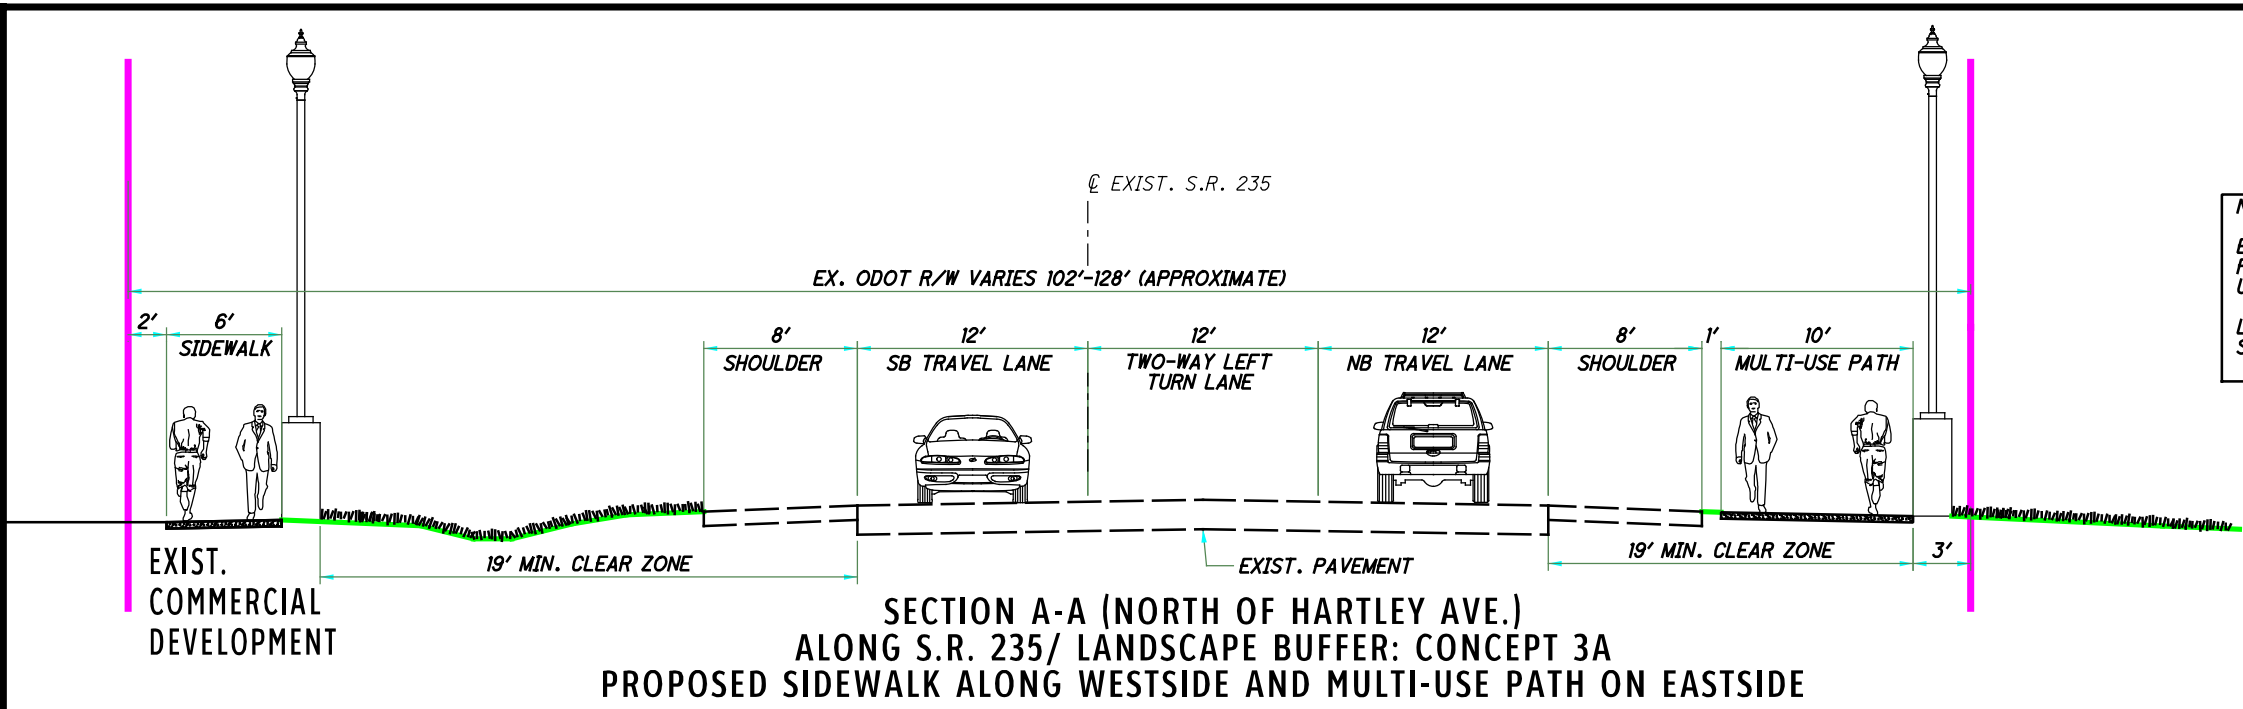 ℄ EXIST. S.R. 235
EX. ODOT R/W VARIES 102'-128' (APPROXIMATE)
2'
6'
SIDEWALK
8'
SHOULDER
12'
SB TRAVEL LANE
12'
TWO-WAY LEFT
TURN LANE
12'
NB TRAVEL LANE
8'
SHOULDER
1'
10'
MULTI-USE PATH
19' MIN. CLEAR ZONE
EXIST. PAVEMENT
19' MIN. CLEAR ZONE
3'
EXIST.
COMMERCIAL
DEVELOPMENT
SECTION A-A (NORTH OF HARTLEY AVE.)
ALONG S.R. 235/ LANDSCAPE BUFFER: CONCEPT 3A
PROPOSED SIDEWALK ALONG WESTSIDE AND MULTI-USE PATH ON EASTSIDE